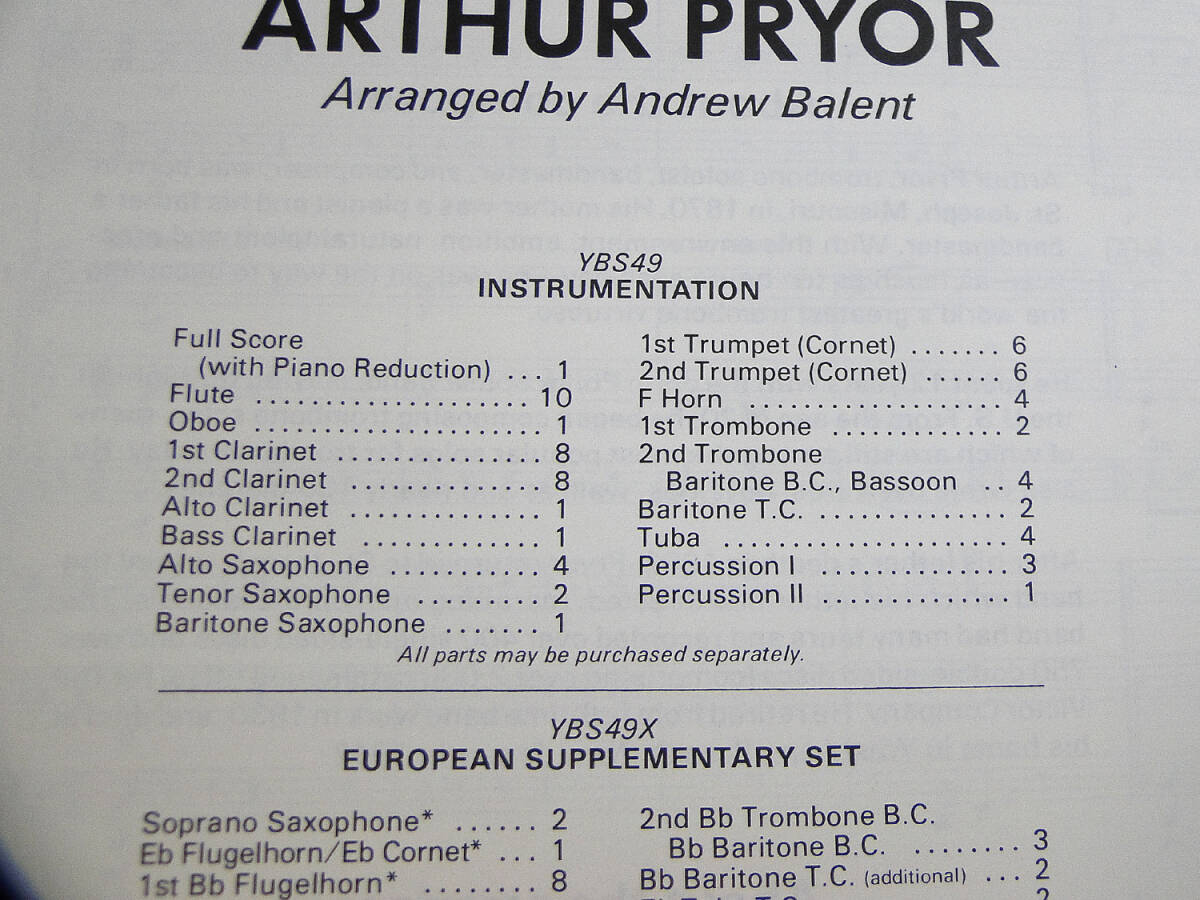 ARTHUR PRYOR
Arranged by Andrew Balent
YBS49
INSTRUMENTATION
Full Score
(with Piano Reduction) ... 1
Flute .................. 10
Oboe .................... 1
1st Clarinet ............... 8
2nd Clarinet .............. 8
Alto Clarinet .............. 1
Bass Clarinet ............. 1
Alto Saxophone ........... 4
Tenor Saxophone ......... 2
Baritone Saxophone ....... 1
1st Trumpet (Cornet) ....... 6
2nd Trumpet (Cornet) ...... 6
F Horn .................. 4
1st Trombone ............. 2
2nd Trombone
Baritone B.C., Bassoon .. 4
Baritone T.C. .............. 2
Tuba .................... 4
Percussion I .............. 3
Percussion II .............. 1
All parts may be purchased separately.
YBS49X
EUROPEAN SUPPLEMENTARY SET
Soprano Saxophone* ...... 2
Eb Flugelhorn/Eb Cornet* ... 1
1st Bb Flugelhorn* ........ 8
2nd Bb Trombone B.C.
Bb Baritone B.C. ........ 3
Bb Baritone T.C. (additional) ... 2